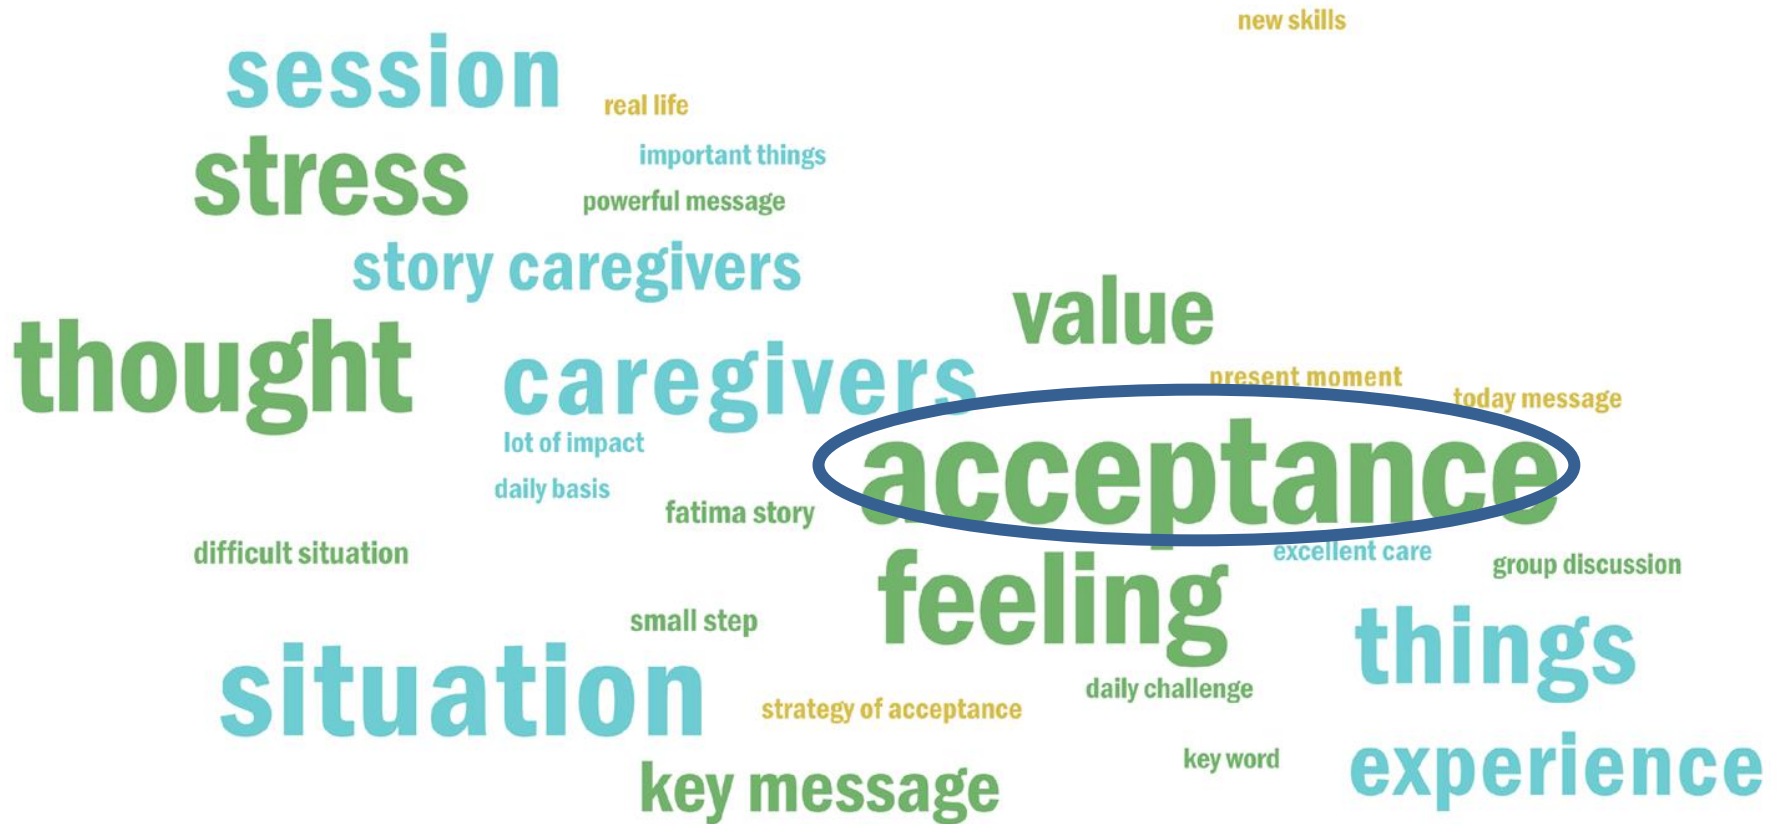 new skills
session
real life
important things
stress
powerful message
story caregivers
value
thought
caregivers
present moment
today message
lot of impact
acceptance
daily basis
fatima story
difficult situation
excellent care
group discussion
feeling
small step
things
situation
daily challenge
strategy of acceptance
key word
experience
key message